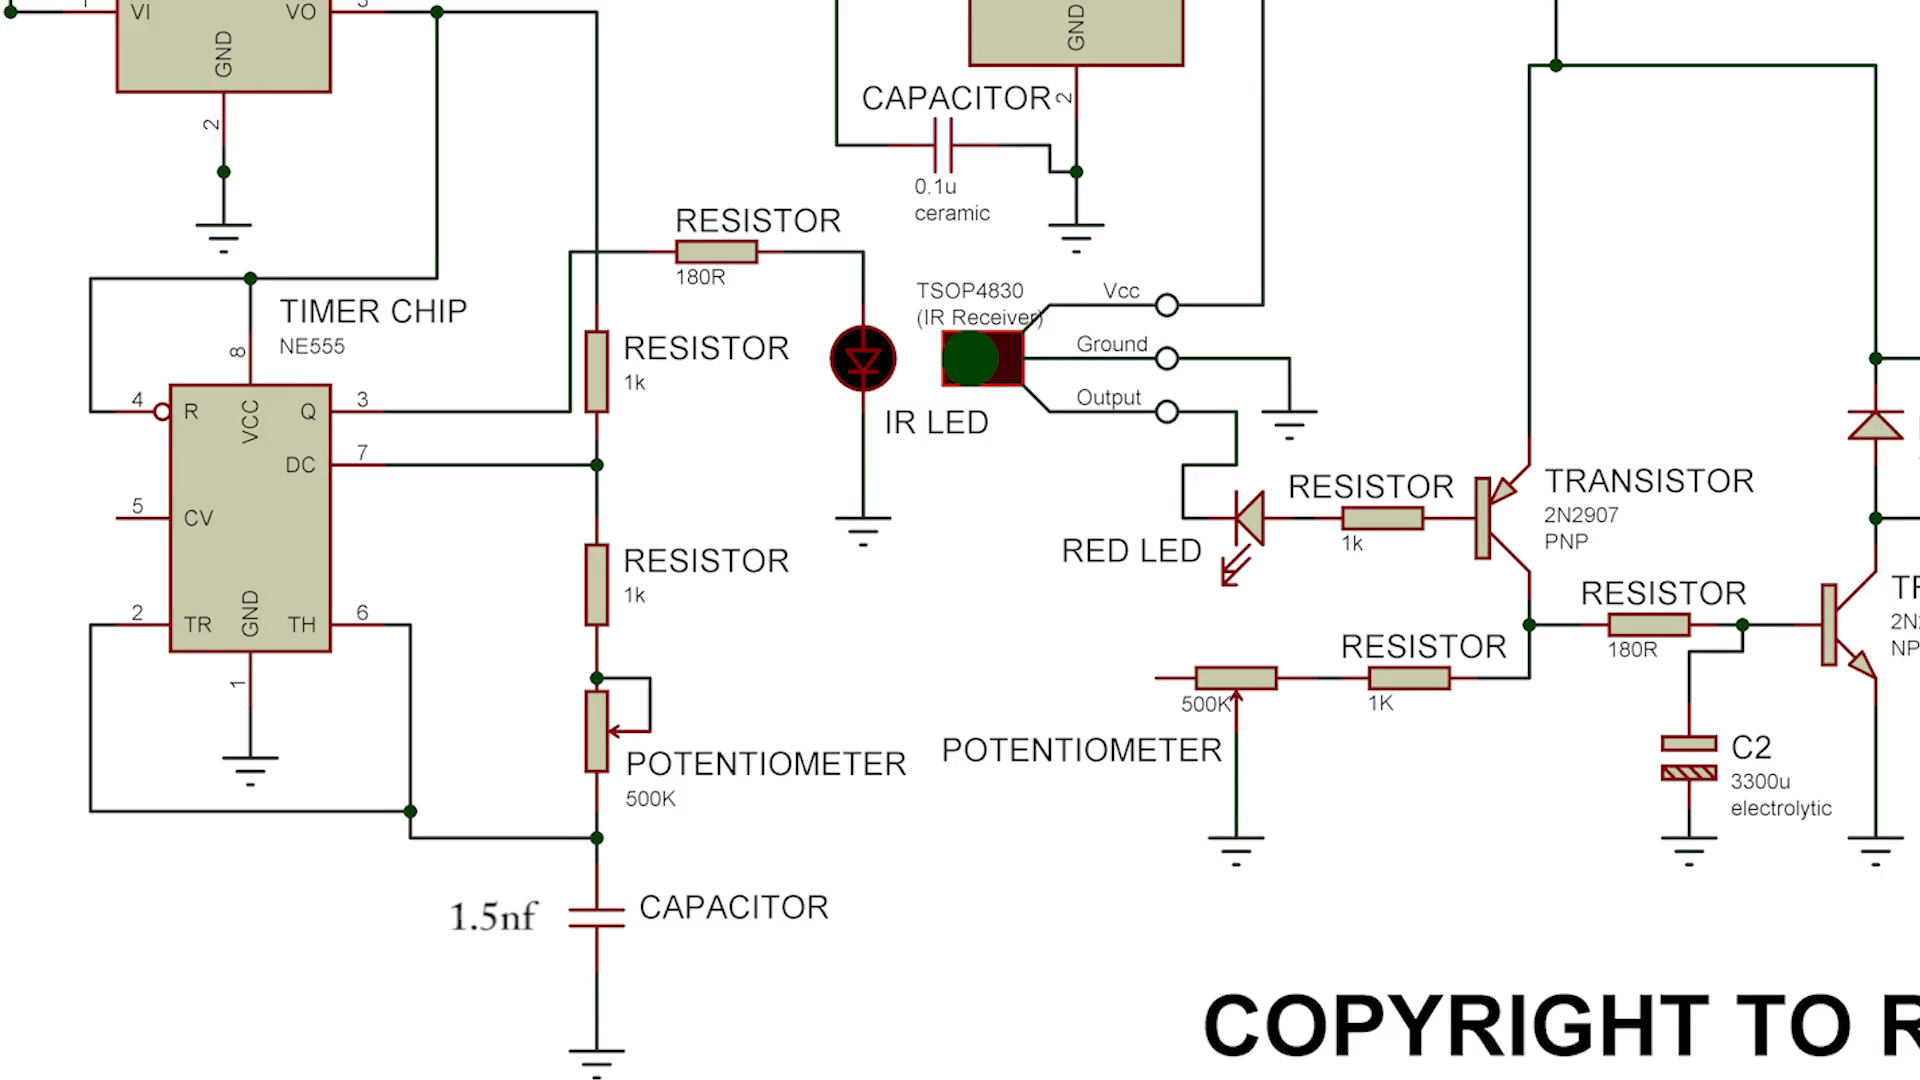 1
VI
VO
GND
2
GND
2
CAPACITOR
0.1u
ceramic
RESISTOR
180R
TIMER CHIP
NE555
8
4
R
VCC
Q
3
DC
7
5
CV
2
TR
GND
TH
6
1
RESISTOR
1k
RESISTOR
1k
POTENTIOMETER
500K
1.5nf
CAPACITOR
IR LED
TSOP4830
(IR Receiver)
Vcc
Ground
Output
RED LED
RESISTOR
1k
TRANSISTOR
2N2907
PNP
RESISTOR
180R
RESISTOR
1K
500K
POTENTIOMETER
C2
3300u
electrolytic
COPYRIGHT TO